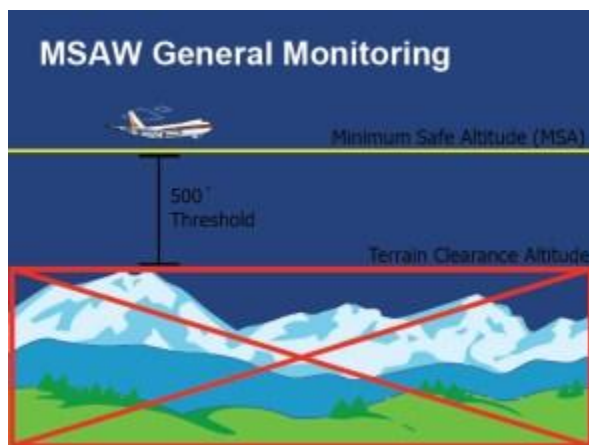 MSAW General Monitoring
Minimum Safe Altitude (MSA)
500´
Threshold
Terrain Clearance Altitude